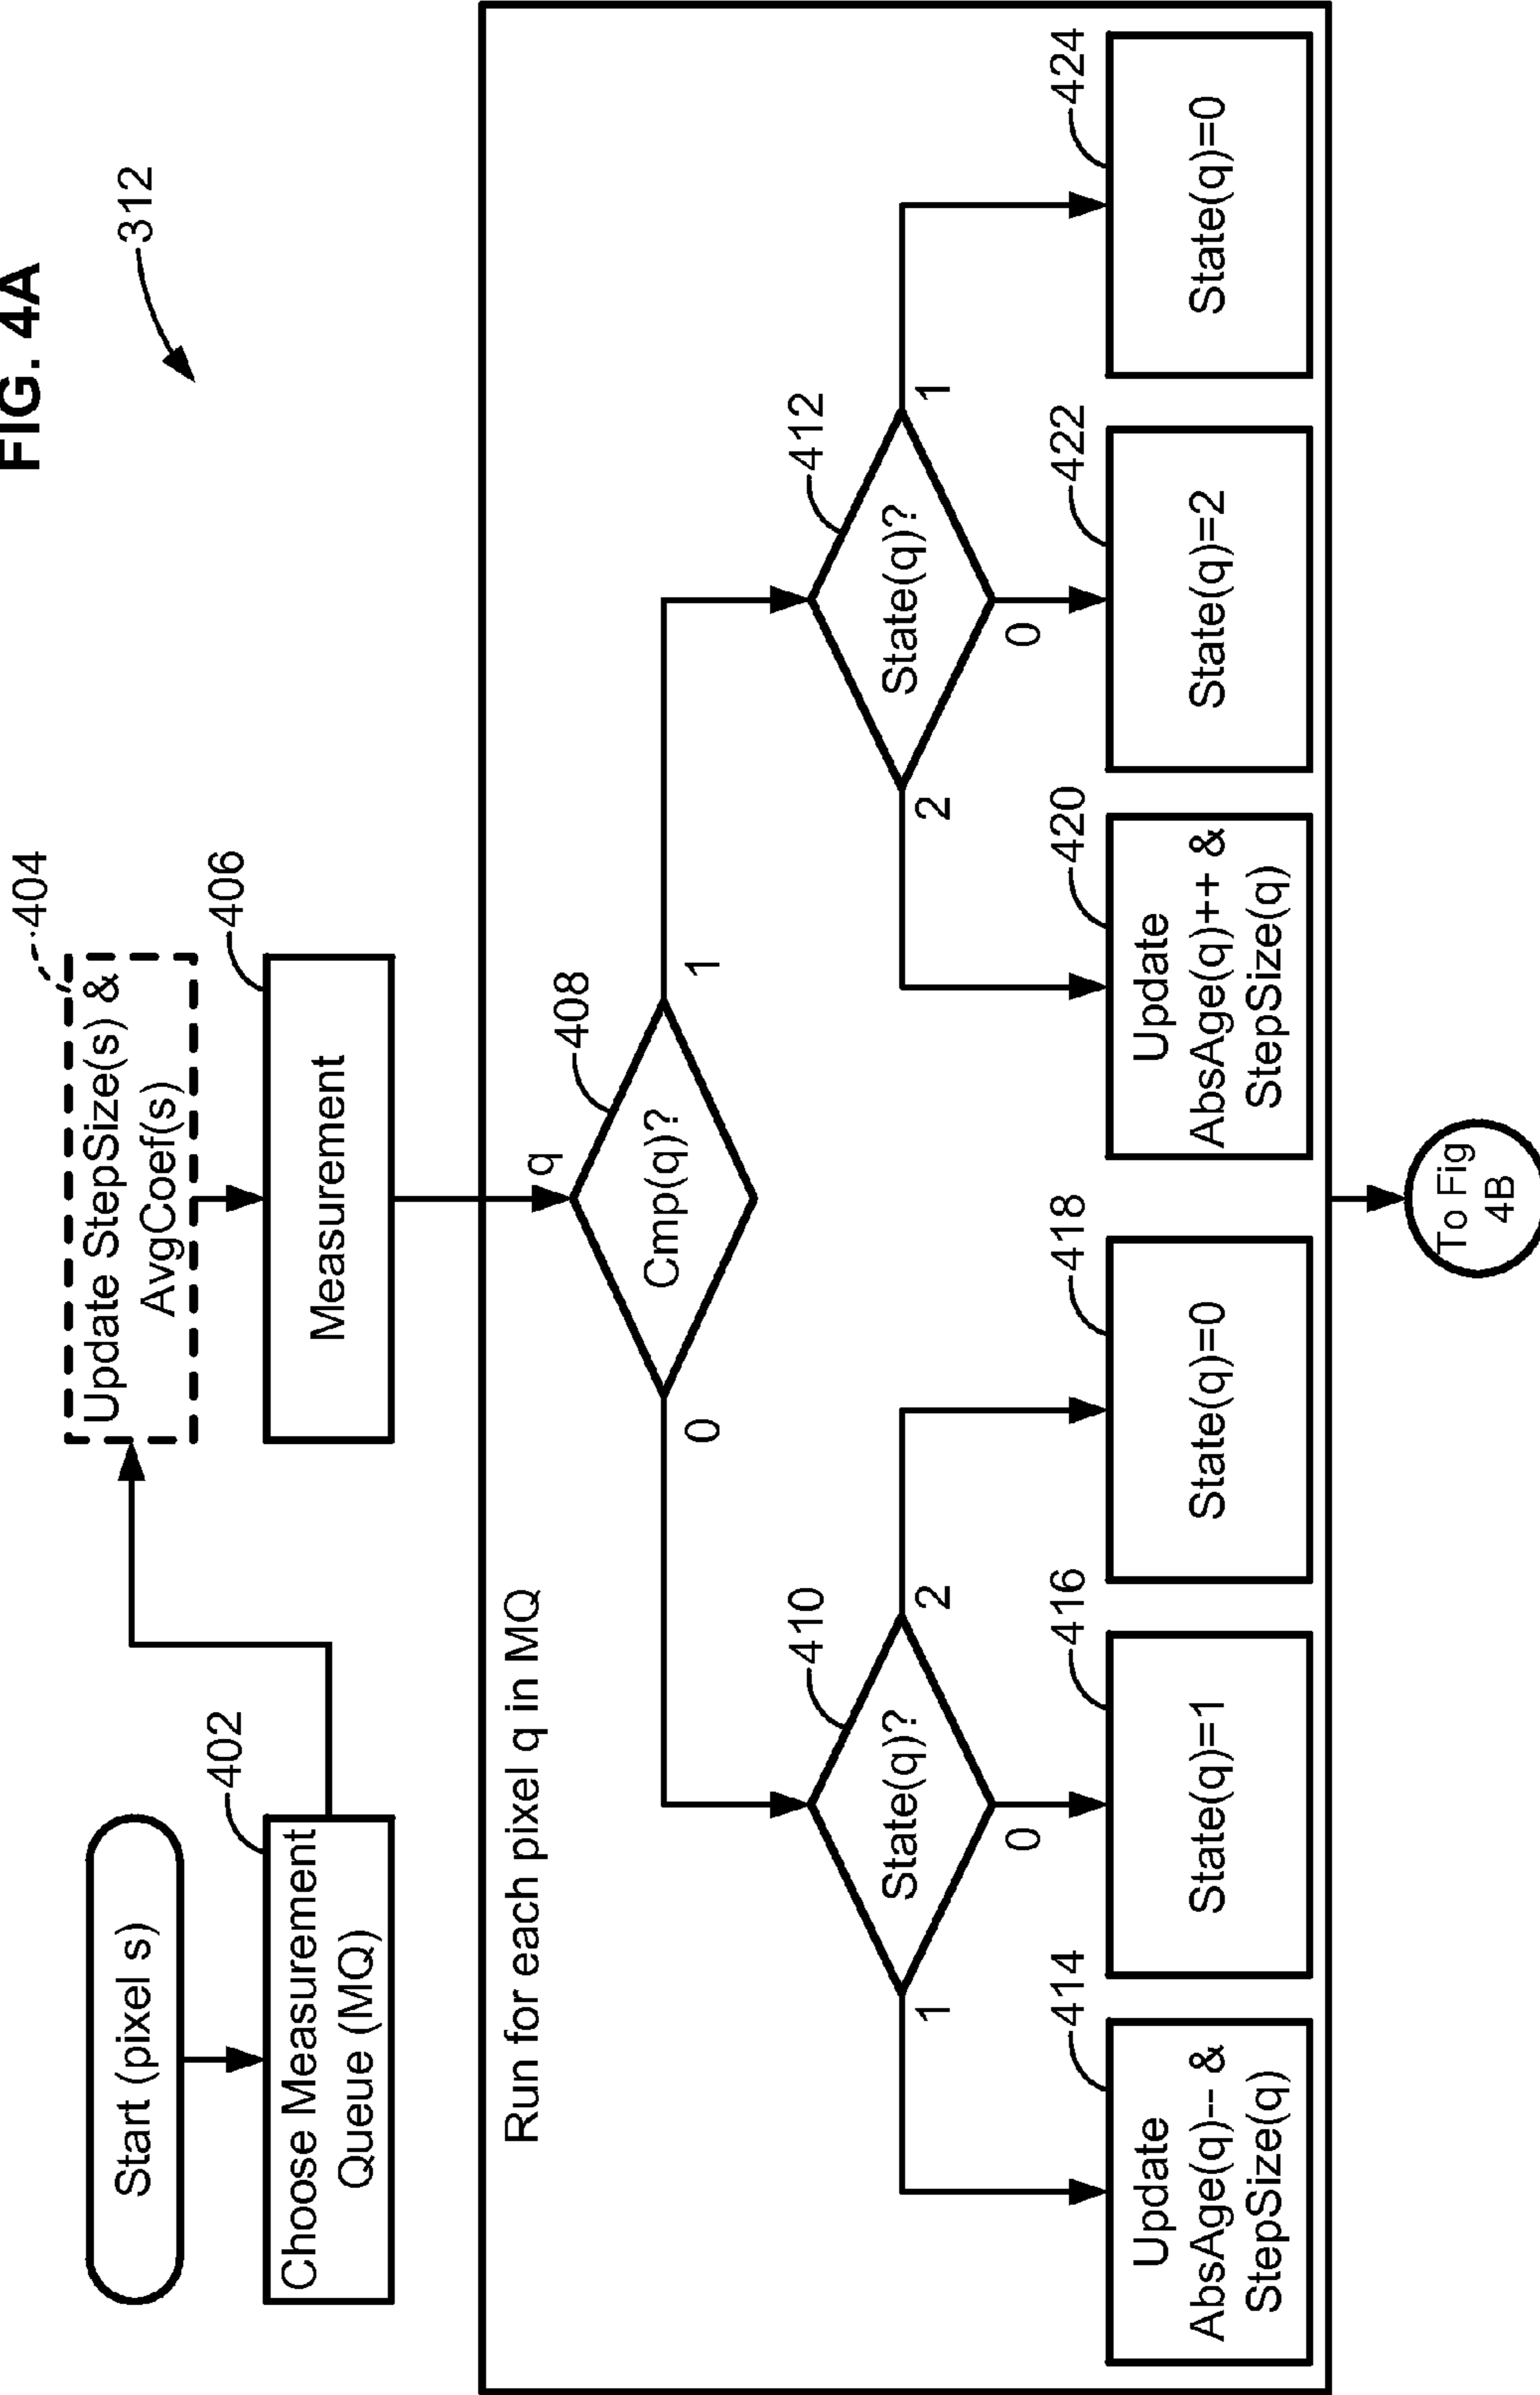 FIG. 4A
312
Start (pixel s)
402
Choose Measurement
Queue (MQ)
404
Update StepSize(s) &
AvgCoef(s)
406
Measurement
Run for each pixel q in MQ
q
408
Cmp(q)?
0
1
410
State(q)?
1
0
2
412
State(q)?
2
0
1
414
Update
AbsAge(q)-- &
StepSize(q)
416
State(q)=1
418
State(q)=0
420
Update
AbsAge(q)++ &
StepSize(q)
422
State(q)=2
424
State(q)=0
To Fig
4B